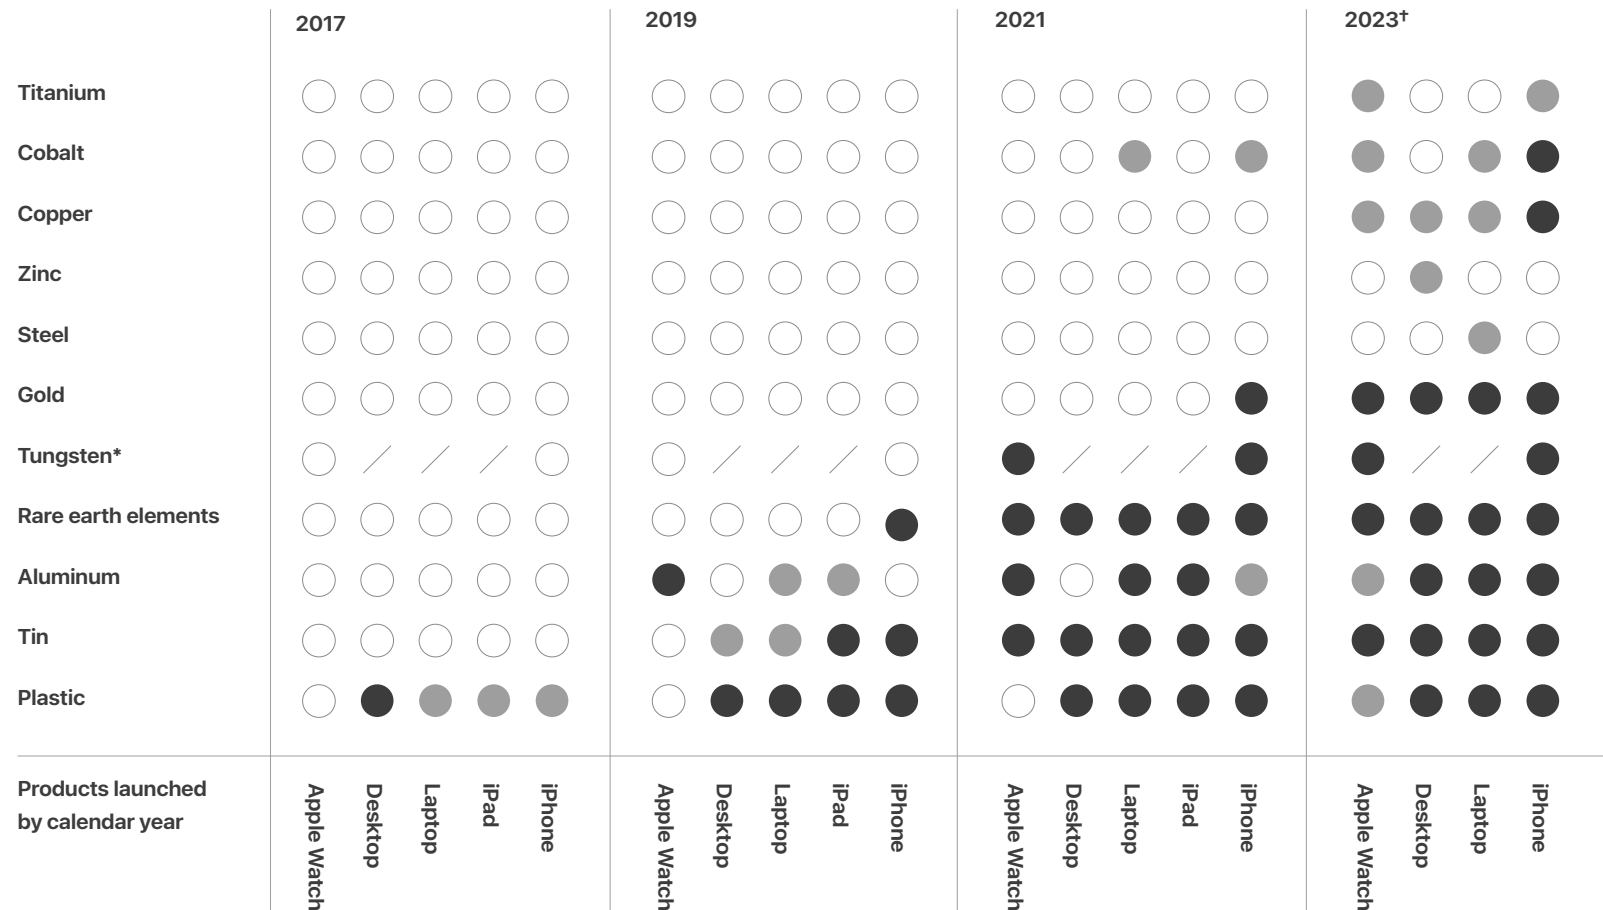 2017
2019
2021
2023†
Titanium
Cobalt
Copper
Zinc
Steel
Gold
Tungsten*
Rare earth elements
Aluminum
Tin
Plastic
Products launched
by calendar year
Apple Watch
Desktop
Laptop
iPad
iPhone
Apple Watch
Desktop
Laptop
iPad
iPhone
Apple Watch
Desktop
Laptop
iPad
iPhone
Apple Watch
Desktop
Laptop
iPhone